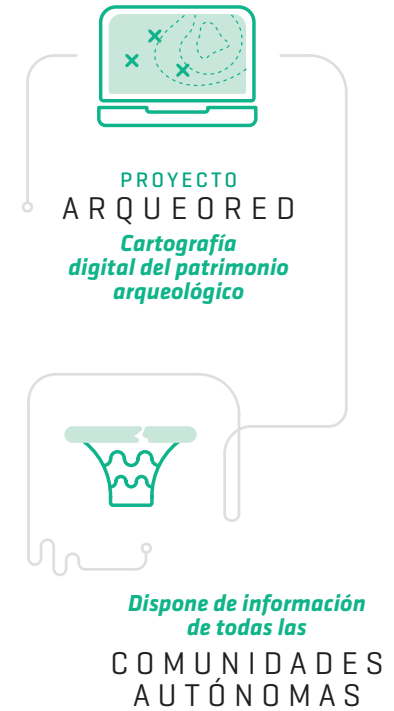 PROYECTO
ARQUEORED
Cartografía
digital del patrimonio
arqueológico
Dispone de información
de todas las
COMUNIDADES
AUTÓNOMAS